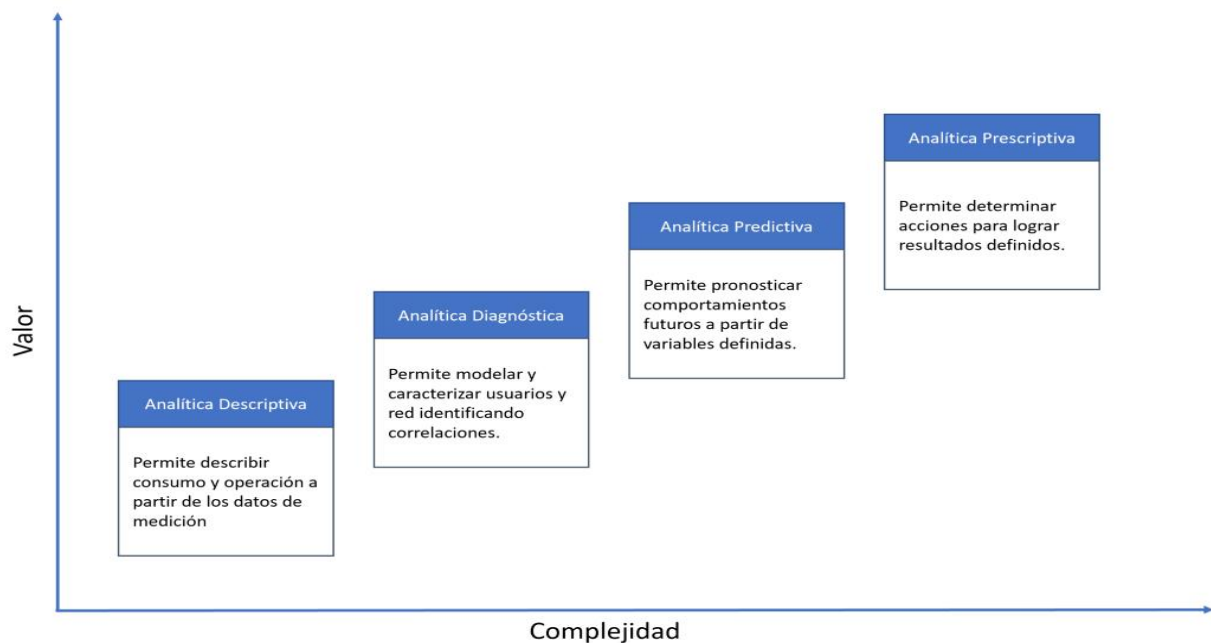 Analítica Prescriptiva
Permite determinar
acciones para lograr
resultados definidos.
Analítica Predictiva
Permite pronosticar
comportamientos
futuros a partir de
variables definidas.
Analítica Diagnóstica
Permite modelar y
caracterizar usuarios y
red identificando
correlaciones.
Analítica Descriptiva
Permite describir
consumo y operación a
partir de los datos de
medición
Valor
Complejidad